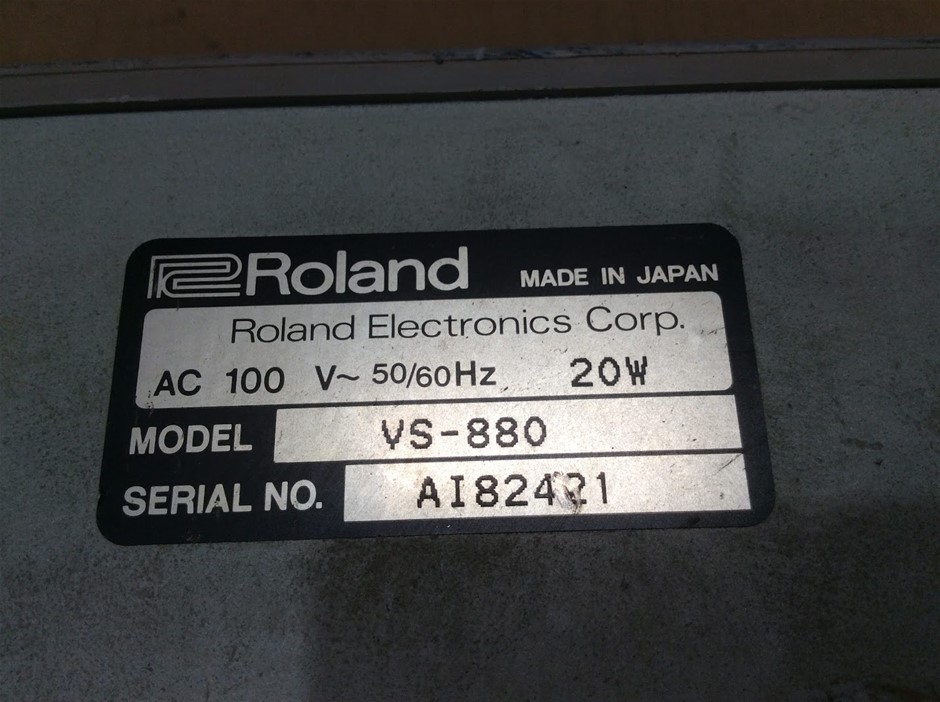 Roland MADE IN JAPAN
Roland Electronics Corp.
AC 100 V~ 50/60Hz 20W
MODEL VS-880
SERIAL NO.